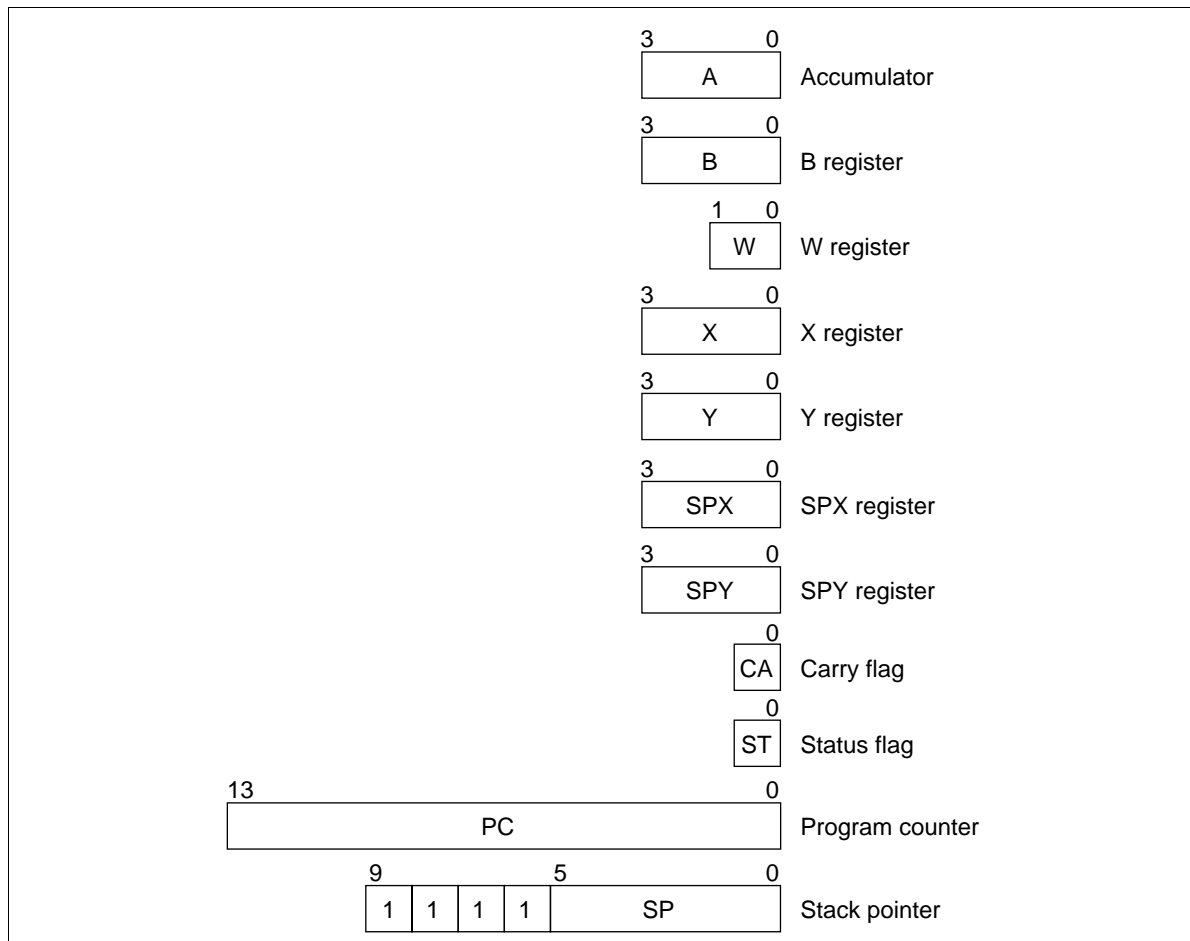 3 0
A Accumulator
3 0
B B register
1 0
W W register
3 0
X X register
3 0
Y Y register
3 0
SPX SPX register
3 0
SPY SPY register
0
CA Carry flag
0
ST Status flag
13 0
PC Program counter
9 5 0
1 1 1 1 SP Stack pointer